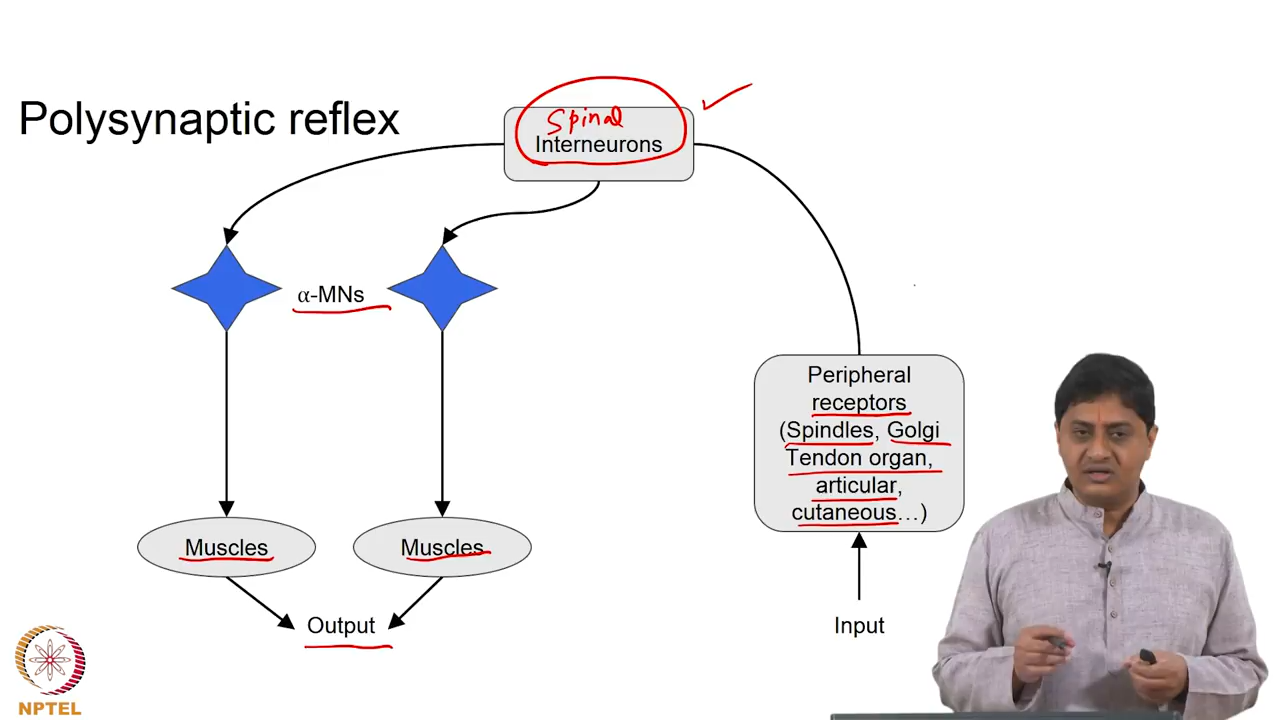 Polysynaptic reflex
Spinal
Interneurons
α-MNs
Peripheral
receptors
(Spindles, Golgi
Tendon organ,
articular,
cutaneous...)
Muscles
Muscles
Output
Input
NPTEL